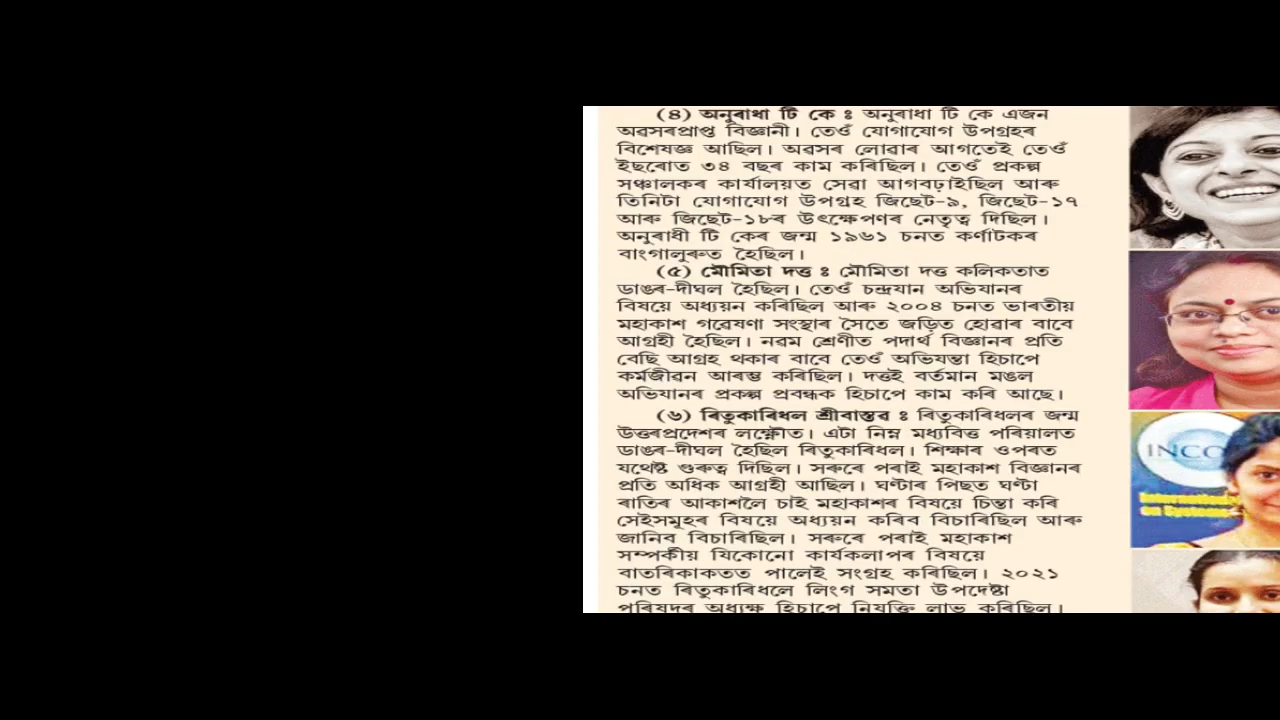 (৪) অনুৰাধা টি কে ঃ অনুৰাধা টি কে এজন
অৱসৰপ্ৰাপ্ত বিজ্ঞানী। তেওঁ যোগাযোগ উপগ্ৰহৰ
বিশেষজ্ঞ আছিল। অৱসৰ লোৱাৰ আগতেই তেওঁ
ইছৰোত ৩৪ বছৰ কাম কৰিছিল। তেওঁ প্ৰকল্প
সঞ্চালকৰ কাৰ্যালয়ত সেৱা আগবঢ়াইছিল আৰু
তিনিটা যোগাযোগ উপগ্ৰহ জিছেট-৯, জিছেট-১৭
আৰু জিছেট-১৮ৰ উৎক্ষেপণৰ নেতৃত্ব দিছিল।
অনুৰাধী টি কেৰ জন্ম ১৯৬১ চনত কৰ্ণাটকৰ
বাংগালুৰুত হৈছিল।
(৫) মৌমিতা দত্ত ঃ মৌমিতা দত্ত কলিকতাত
ডাঙৰ-দীঘল হৈছিল। তেওঁ চন্দ্ৰযান অভিযানৰ
বিষয়ে অধ্যয়ন কৰিছিল আৰু ২০০৪ চনত ভাৰতীয়
মহাকাশ গৱেষণা সংস্থাৰ সৈতে জড়িত হোৱাৰ বাবে
আগ্ৰহী হৈছিল। নৱম শ্ৰেণীত পদাৰ্থ বিজ্ঞানৰ প্ৰতি
বেছি আগ্ৰহ থকাৰ বাবে তেওঁ অভিযন্তা হিচাপে
কৰ্মজীৱন আৰম্ভ কৰিছিল। দত্তই বৰ্তমান মঙল
অভিযানৰ প্ৰকল্প প্ৰবন্ধক হিচাপে কাম কৰি আছে।
(৬) ৰিতুকাৰিধল শ্ৰীবাস্তৱ ঃ ৰিতুকাৰিধলৰ জন্ম
উত্তৰপ্ৰদেশৰ লক্ষ্ণৌত। এটা নিম্ন মধ্যবিত্ত পৰিয়ালত
ডাঙৰ-দীঘল হৈছিল ৰিতুকাৰিধল। শিক্ষাৰ ওপৰত
যথেষ্ট গুৰুত্ব দিছিল। সৰুৰে পৰাই মহাকাশ বিজ্ঞানৰ
প্ৰতি অধিক আগ্ৰহী আছিল। ঘণ্টাৰ পিছত ঘণ্টা
ৰাতিৰ আকাশলৈ চাই মহাকাশৰ বিষয়ে চিন্তা কৰি
সেইসমূহৰ বিষয়ে অধ্যয়ন কৰিব বিচাৰিছিল আৰু
জানিব বিচাৰিছিল। সৰুৰে পৰাই মহাকাশ
সম্পৰ্কীয় যিকোনো কাৰ্যকলাপৰ বিষয়ে
বাতৰিকাকতত পালেই সংগ্ৰহ কৰিছিল। ২০২১
চনত ৰিতুকাৰিধলে লিংগ সমতা উপদেষ্টা
পৰিষদৰ অধ্যক্ষ হিচাপে নিযুক্তি লাভ কৰিছিল।
INCO
Internation
on Systems